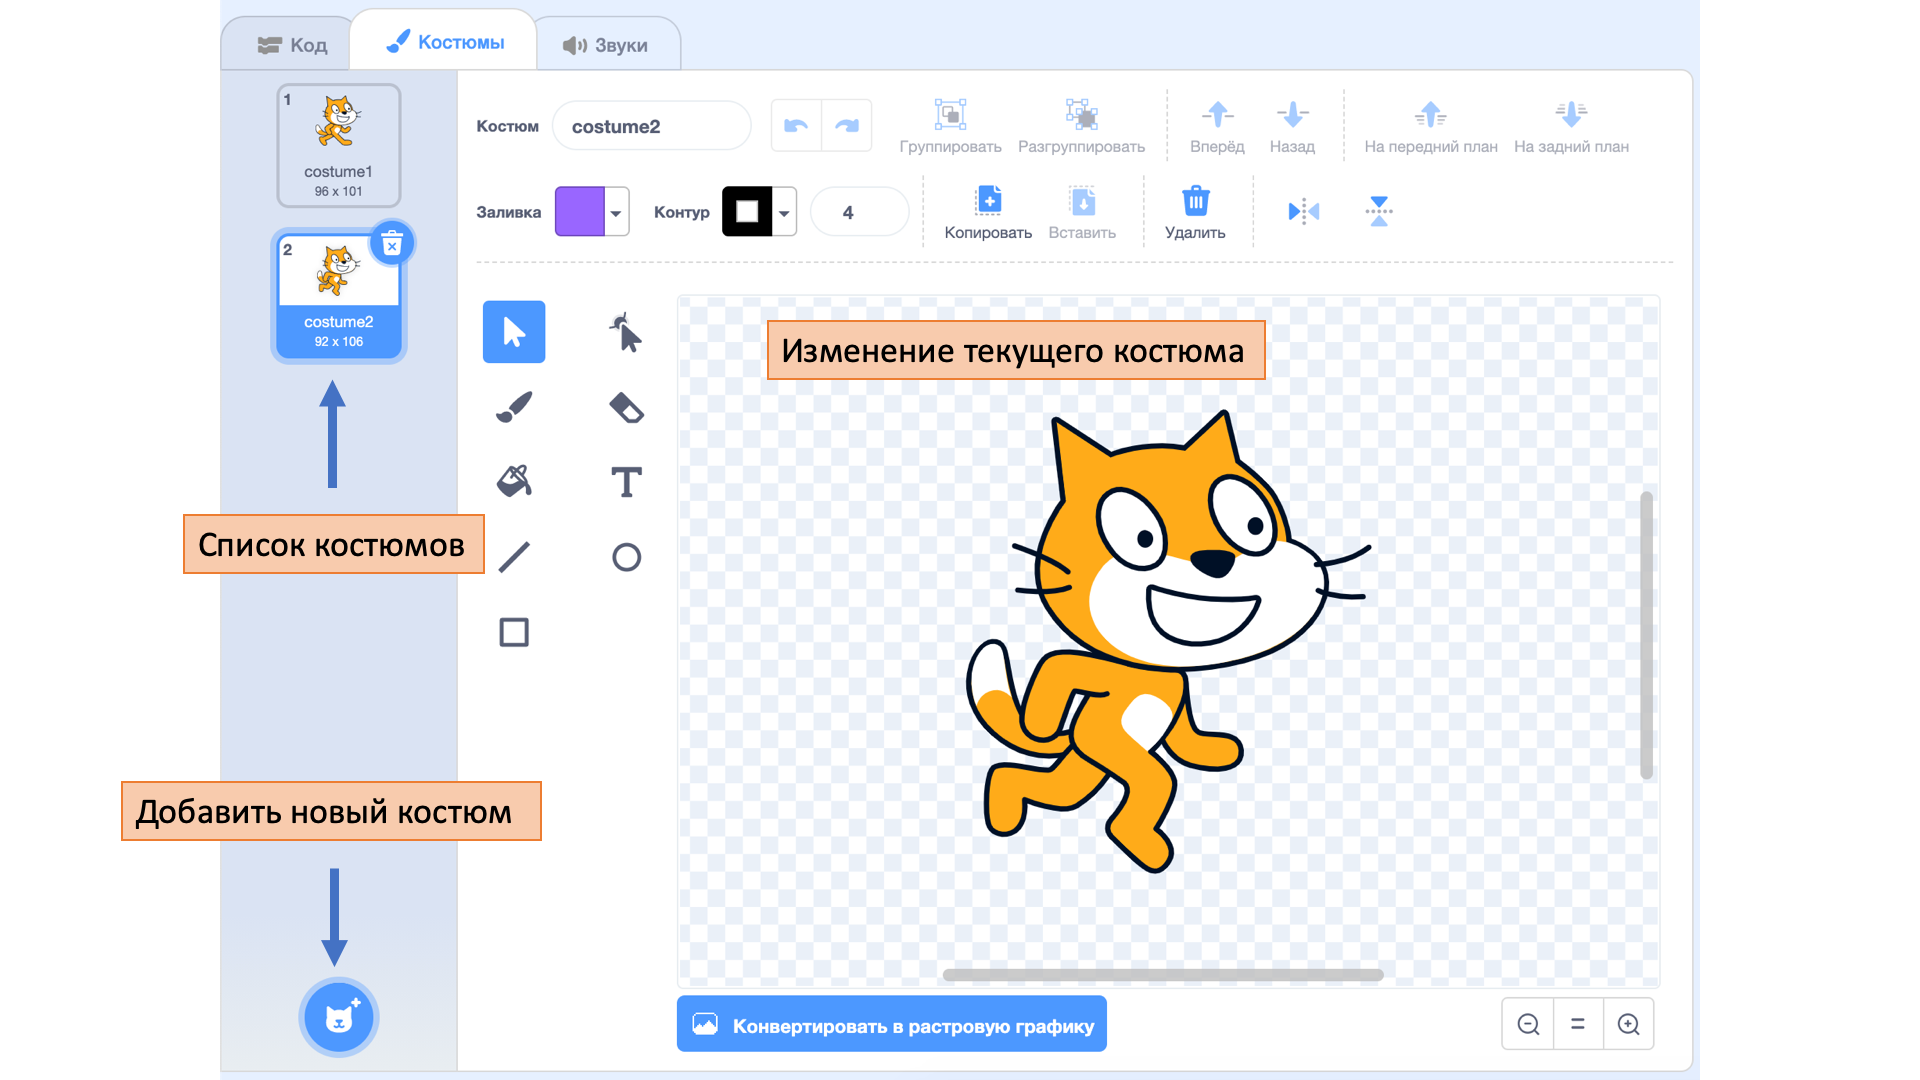 Код
Костюмы
Звуки
1
costume1
96 x 101
2
costume2
92 x 106
Костюм
costume2
Группировать
Разгруппировать
Вперёд
Назад
На передний план
На задний план
Заливка
Контур
4
Копировать
Вставить
Удалить
T
Изменение текущего костюма
Список костюмов
Добавить новый костюм
Конвертировать в растровую графику
=